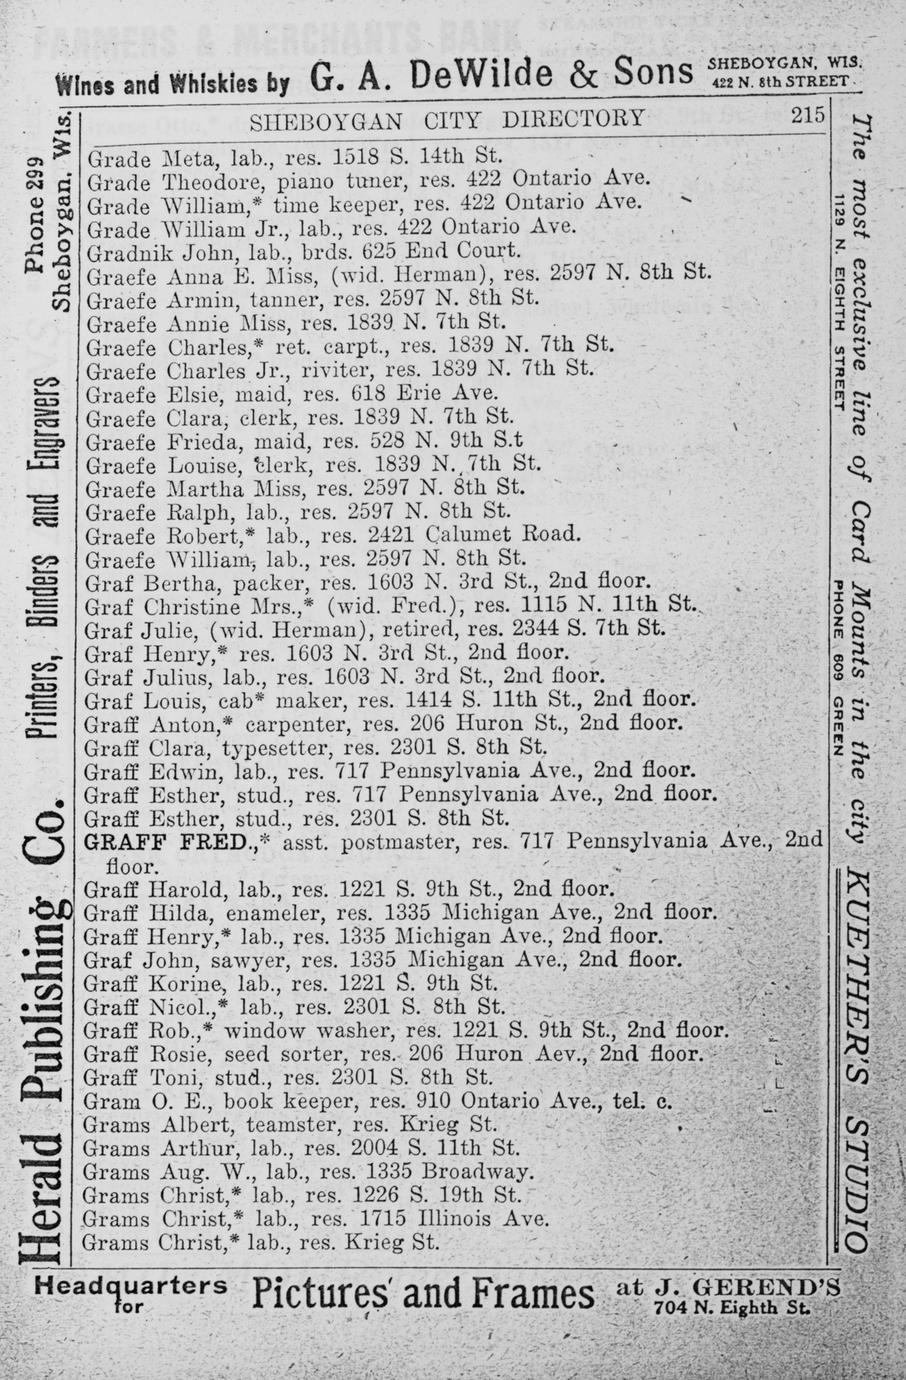 Wines and Whiskies by G. A. DeWilde & Sons SHEBOYGAN, WIS.
422 N. 8th STREET
SHEBOYGAN CITY DIRECTORY 215
Grade Meta, lab., res. 1518 S. 14th St.
Grade Theodore, piano tuner, res. 422 Ontario Ave.
Grade William,* time keeper, res. 422 Ontario Ave.
Grade William Jr., lab., res. 422 Ontario Ave.
Gradnik John, lab., brds. 625 End Court.
Graefe Anna E. Miss, (wid. Herman), res. 2597 N. 8th St.
Graefe Armin, tanner, res. 2597 N. 8th St.
Graefe Annie Miss, res. 1839 N. 7th St.
Graefe Charles,* ret. carpt., res. 1839 N. 7th St.
Graefe Charles Jr., riviter, res. 1839 N. 7th St.
Graefe Elsie, maid, res. 618 Erie Ave.
Graefe Clara, clerk, res. 1839 N. 7th St.
Graefe Frieda, maid, res. 528 N. 9th S.t
Graefe Louise, clerk, res. 1839 N. 7th St.
Graefe Martha Miss, res. 2597 N. 8th St.
Graefe Ralph, lab., res. 2597 N. 8th St.
Graefe Robert,* lab., res. 2421 Calumet Road.
Graefe William, lab., res. 2597 N. 8th St.
Graf Bertha, packer, res. 1603 N. 3rd St., 2nd floor.
Graf Christine Mrs.,* (wid. Fred.), res. 1115 N. 11th St.
Graf Julie, (wid. Herman), retired, res. 2344 S. 7th St.
Graf Henry,* res. 1603 N. 3rd St., 2nd floor.
Graf Julius, lab., res. 1603 N. 3rd St., 2nd floor.
Graf Louis, cab* maker, res. 1414 S. 11th St., 2nd floor.
Graff Anton,* carpenter, res. 206 Huron St., 2nd floor.
Graff Clara, typesetter, res. 2301 S. 8th St.
Graff Edwin, lab., res. 717 Pennsylvania Ave., 2nd floor.
Graff Esther, stud., res. 717 Pennsylvania Ave., 2nd floor.
Graff Esther, stud., res. 2301 S. 8th St.
GRAFF FRED.,* asst. postmaster, res. 717 Pennsylvania Ave., 2nd
floor.
Graff Harold, lab., res. 1221 S. 9th St., 2nd floor.
Graff Hilda, enameler, res. 1335 Michigan Ave., 2nd floor.
Graff Henry,* lab., res. 1335 Michigan Ave., 2nd floor.
Graf John, sawyer, res. 1335 Michigan Ave., 2nd floor.
Graff Korine, lab., res. 1221 S. 9th St.
Graff Nicol.,* lab., res. 2301 S. 8th St.
Graff Rob.,* window washer, res. 1221 S. 9th St., 2nd floor.
Graff Rosie, seed sorter, res. 206 Huron Aev., 2nd floor.
Graff Toni, stud., res. 2301 S. 8th St.
Gram O. E., book keeper, res. 910 Ontario Ave., tel. c.
Grams Albert, teamster, res. Krieg St.
Grams Arthur, lab., res. 2004 S. 11th St.
Grams Aug. W., lab., res. 1335 Broadway.
Grams Christ,* lab., res. 1226 S. 19th St.
Grams Christ,* lab., res. 1715 Illinois Ave.
Grams Christ,* lab., res. Krieg St.
Herald Publishing Co. Printers, Binders and Engravers Phone 299
Sheboygan, Wis.
The most exclusive line of Card Mounts in the city KUETHER'S STUDIO
1129 N. EIGHTH STREET PHONE 609 GREEN
Headquarters
for
Pictures and Frames at J. GEREND'S
704 N. Eighth St.